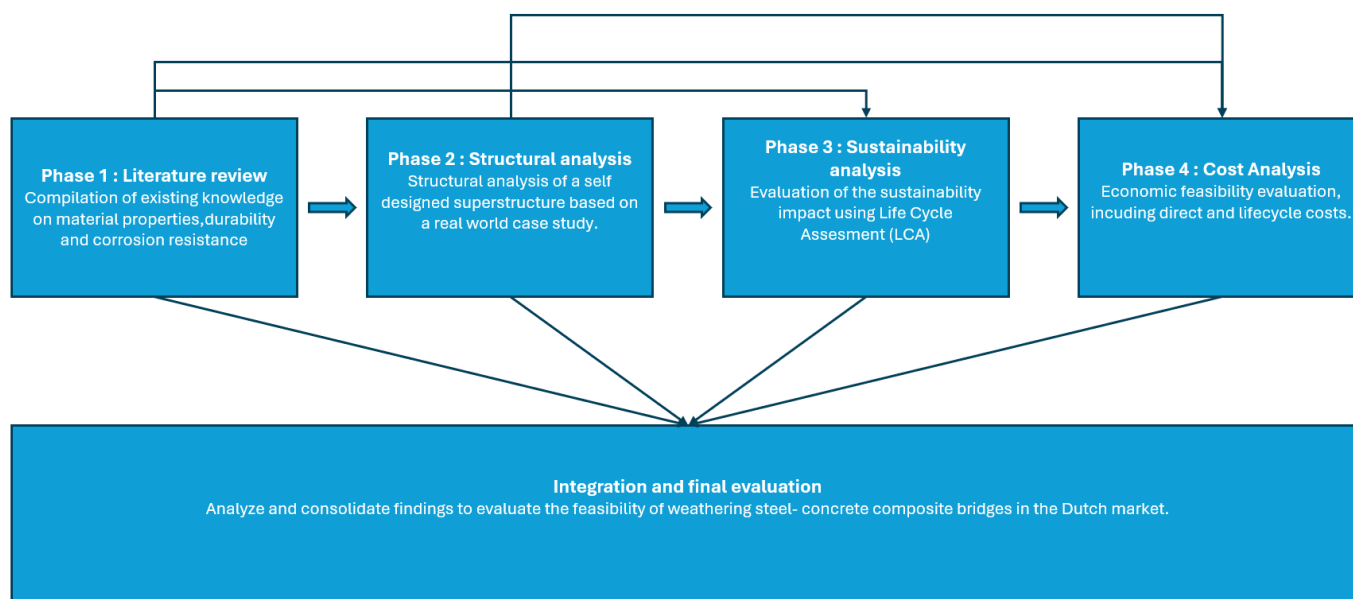 Phase 1 : Literature review
Compilation of existing knowledge
on material properties,durability
and corrosion resistance
Phase 2 : Structural analysis
Structural analysis of a self
designed superstructure based on
a real world case study.
Phase 3 : Sustainability
analysis
Evaluation of the sustainability
impact using Life Cycle
Assesment (LCA)
Phase 4 : Cost Analysis
Economic feasibility evaluation,
incuding direct and lifecycle costs.
Integration and final evaluation
Analyze and consolidate findings to evaluate the feasibility of weathering steel- concrete composite bridges in the Dutch market.